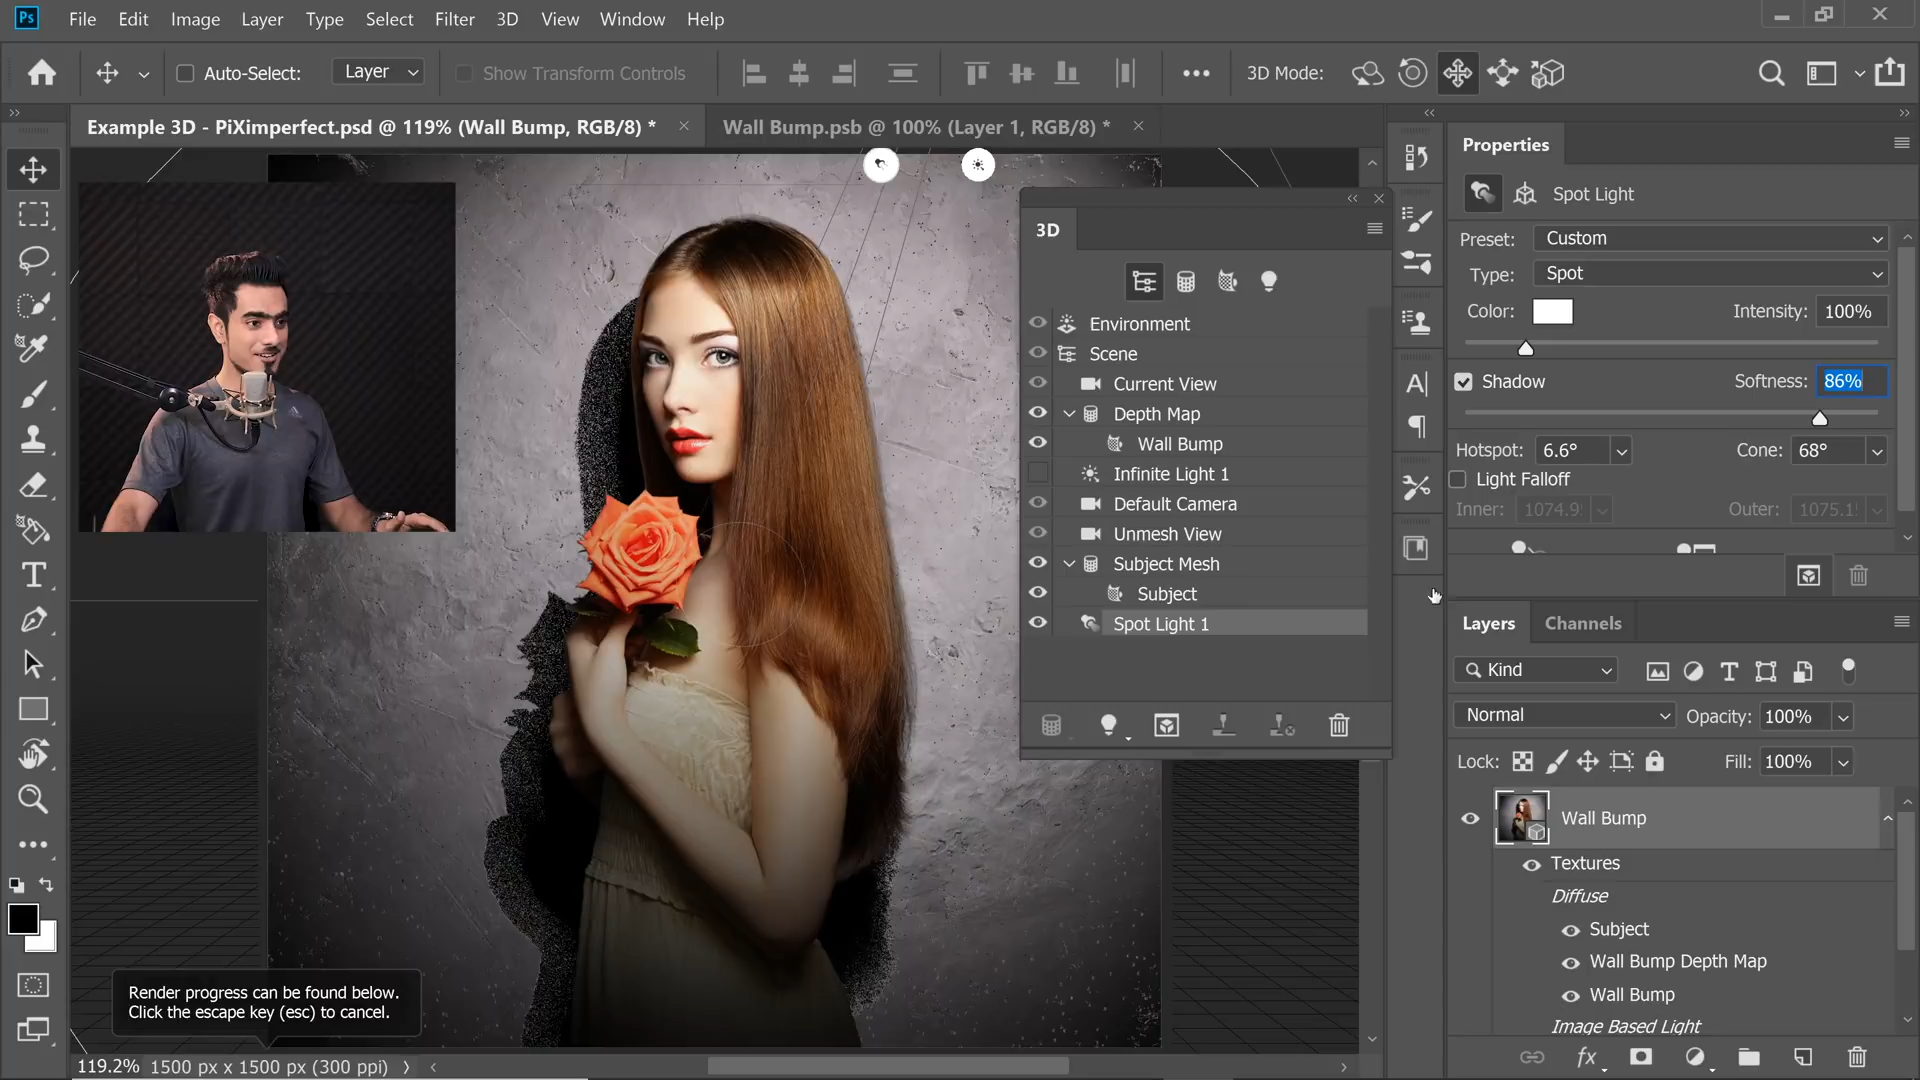 Ps
File Edit Image Layer Type Select Filter 3D View Window Help
Auto-Select: Layer Show Transform Controls 3D Mode:
Example 3D - PiXimperfect.psd @ 119% (Wall Bump, RGB/8) *
Wall Bump.psb @ 100% (Layer 1, RGB/8) *
3D
Environment
Scene
Current View
Depth Map
Wall Bump
Infinite Light 1
Default Camera
Unmesh View
Subject Mesh
Subject
Spot Light 1
Properties
Spot Light
Preset: Custom
Type: Spot
Color: Intensity: 100%
Shadow Softness: 86%
Hotspot: 6.6° Cone: 68°
Light Falloff
Inner: 1074.9 Outer: 1075.1
Layers Channels
Kind
Normal Opacity: 100%
Lock: Fill: 100%
Wall Bump
Textures
Diffuse
Subject
Wall Bump Depth Map
Wall Bump
Image Based Light
fx
Render progress can be found below.
Click the escape key (esc) to cancel.
119.2% 1500 px x 1500 px (300 ppi)